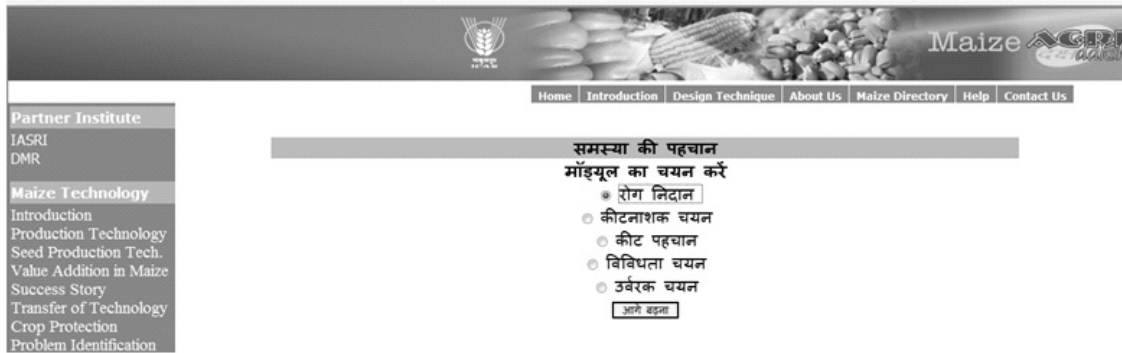 Maize AGRI
Home Introduction Design Technique About Us Maize Directory Help Contact Us
Partner Institute
IASRI
DMR
Maize Technology
Introduction
Production Technology
Seed Production Tech.
Value Addition in Maize
Success Story
Transfer of Technology
Crop Protection
Problem Identification
समस्या की पहचान
मॉड्यूल का चयन करें
रोग निदान
कीटनाशक चयन
कीट पहचान
विविधता चयन
उर्वरक चयन
आगे बढ़ना